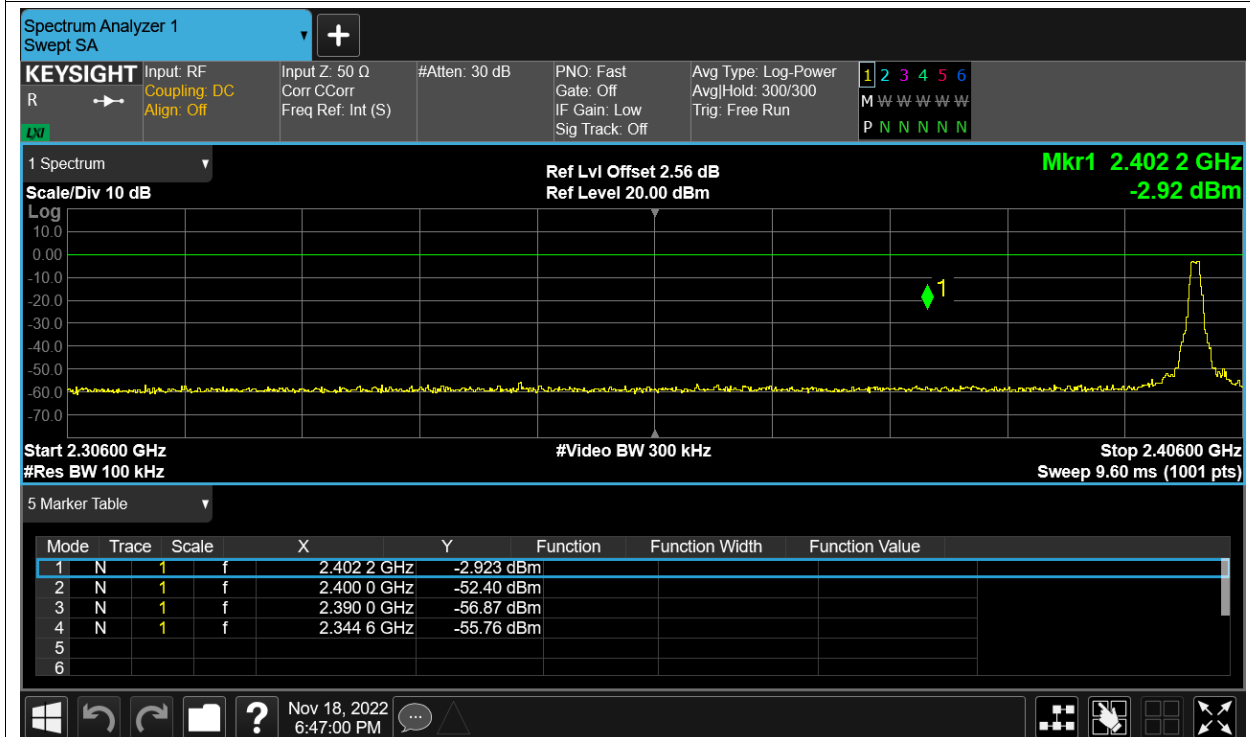 Spectrum Analyzer 1
Swept SA
+
KEYSIGHT
R
LXI
Input: RF
Coupling: DC
Align: Off
Input Z: 50 Ω
Corr CCorr
Freq Ref: Int (S)
#Atten: 30 dB
PNO: Fast
Gate: Off
IF Gain: Low
Sig Track: Off
Avg Type: Log-Power
Avg|Hold: 300/300
Trig: Free Run
1 2 3 4 5 6
M W W W W W W
P N N N N N N
1 Spectrum
Scale/Div 10 dB
Ref Lvl Offset 2.56 dB
Ref Level 20.00 dBm
Mkr1 2.402 2 GHz
-2.92 dBm
Log
10.0
0.00
-10.0
-20.0
-30.0
-40.0
-50.0
-60.0
-70.0
1
Start 2.30600 GHz
#Res BW 100 kHz
#Video BW 300 kHz
Stop 2.40600 GHz
Sweep 9.60 ms (1001 pts)
5 Marker Table
Mode Trace Scale X Y Function Function Width Function Value
1 N 1 f 2.402 2 GHz -2.923 dBm
2 N 1 f 2.400 0 GHz -52.40 dBm
3 N 1 f 2.390 0 GHz -56.87 dBm
4 N 1 f 2.344 6 GHz -55.76 dBm
5
6
?
Nov 18, 2022
6:47:00 PM